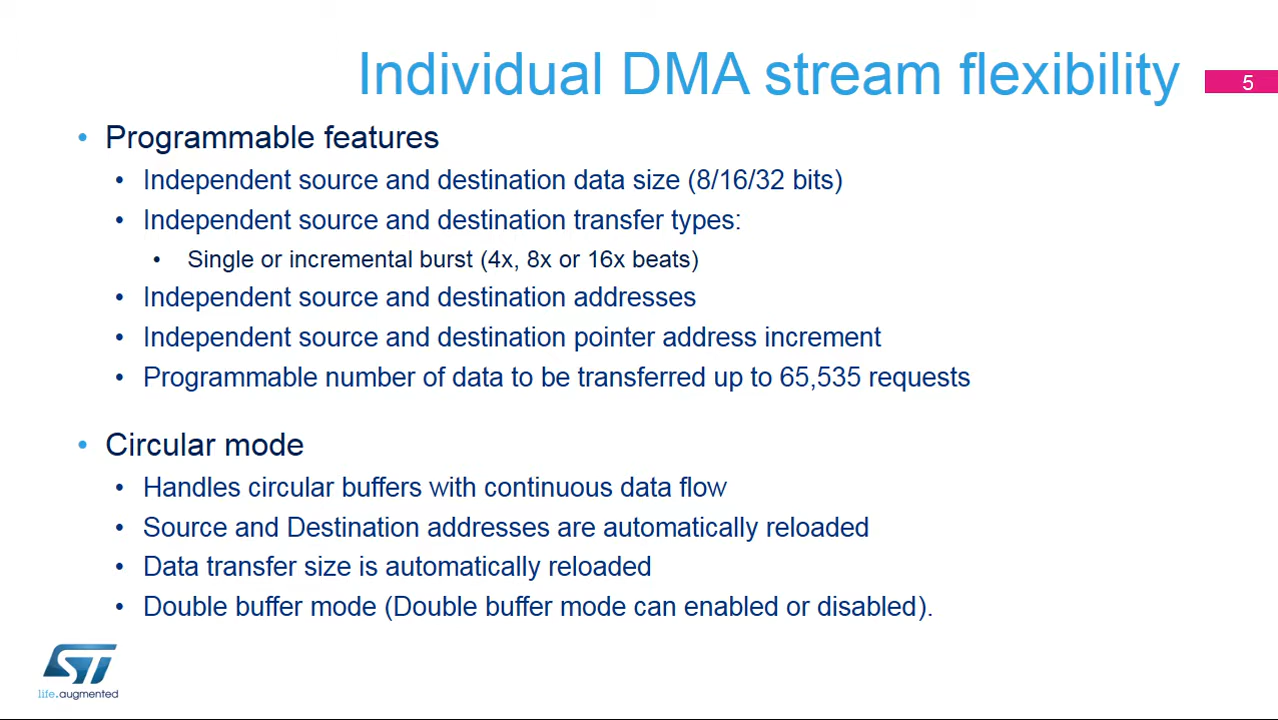 Individual DMA stream flexibility
5
• Programmable features
• Independent source and destination data size (8/16/32 bits)
• Independent source and destination transfer types:
• Single or incremental burst (4x, 8x or 16x beats)
• Independent source and destination addresses
• Independent source and destination pointer address increment
• Programmable number of data to be transferred up to 65,535 requests
• Circular mode
• Handles circular buffers with continuous data flow
• Source and Destination addresses are automatically reloaded
• Data transfer size is automatically reloaded
• Double buffer mode (Double buffer mode can enabled or disabled).
ST
life.augmented